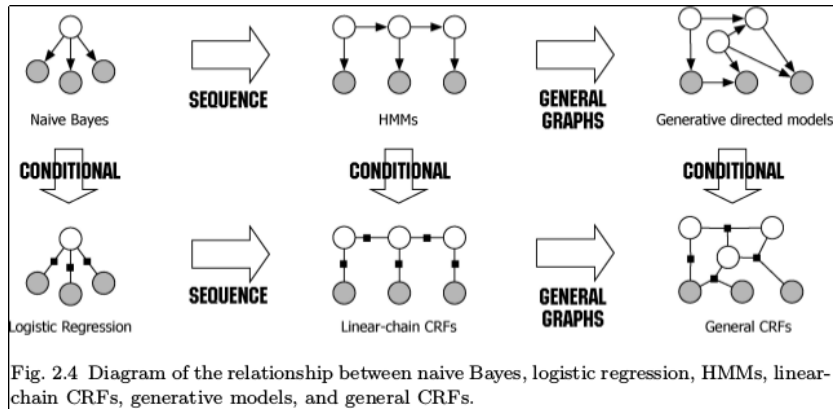 SEQUENCE
GENERAL
GRAPHS
Naive Bayes
HMMs
Generative directed models
CONDITIONAL
CONDITIONAL
CONDITIONAL
SEQUENCE
GENERAL
GRAPHS
Logistic Regression
Linear-chain CRFs
General CRFs
Fig. 2.4 Diagram of the relationship between naive Bayes, logistic regression, HMMs, linear-
chain CRFs, generative models, and general CRFs.